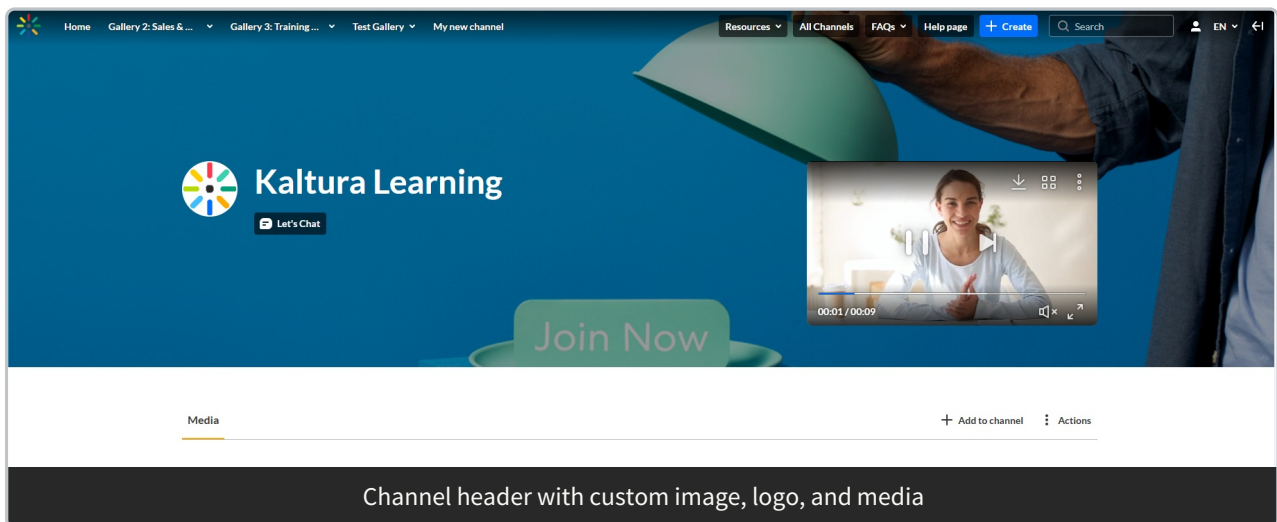 Home Gallery 2: Sales & ... Gallery 3: Training ... Test Gallery My new channel Resources All Channels FAQs Help page + Create Search EN
Kaltura Learning
Let's Chat
00:01 / 00:09
Join Now
Media + Add to channel Actions
Channel header with custom image, logo, and media